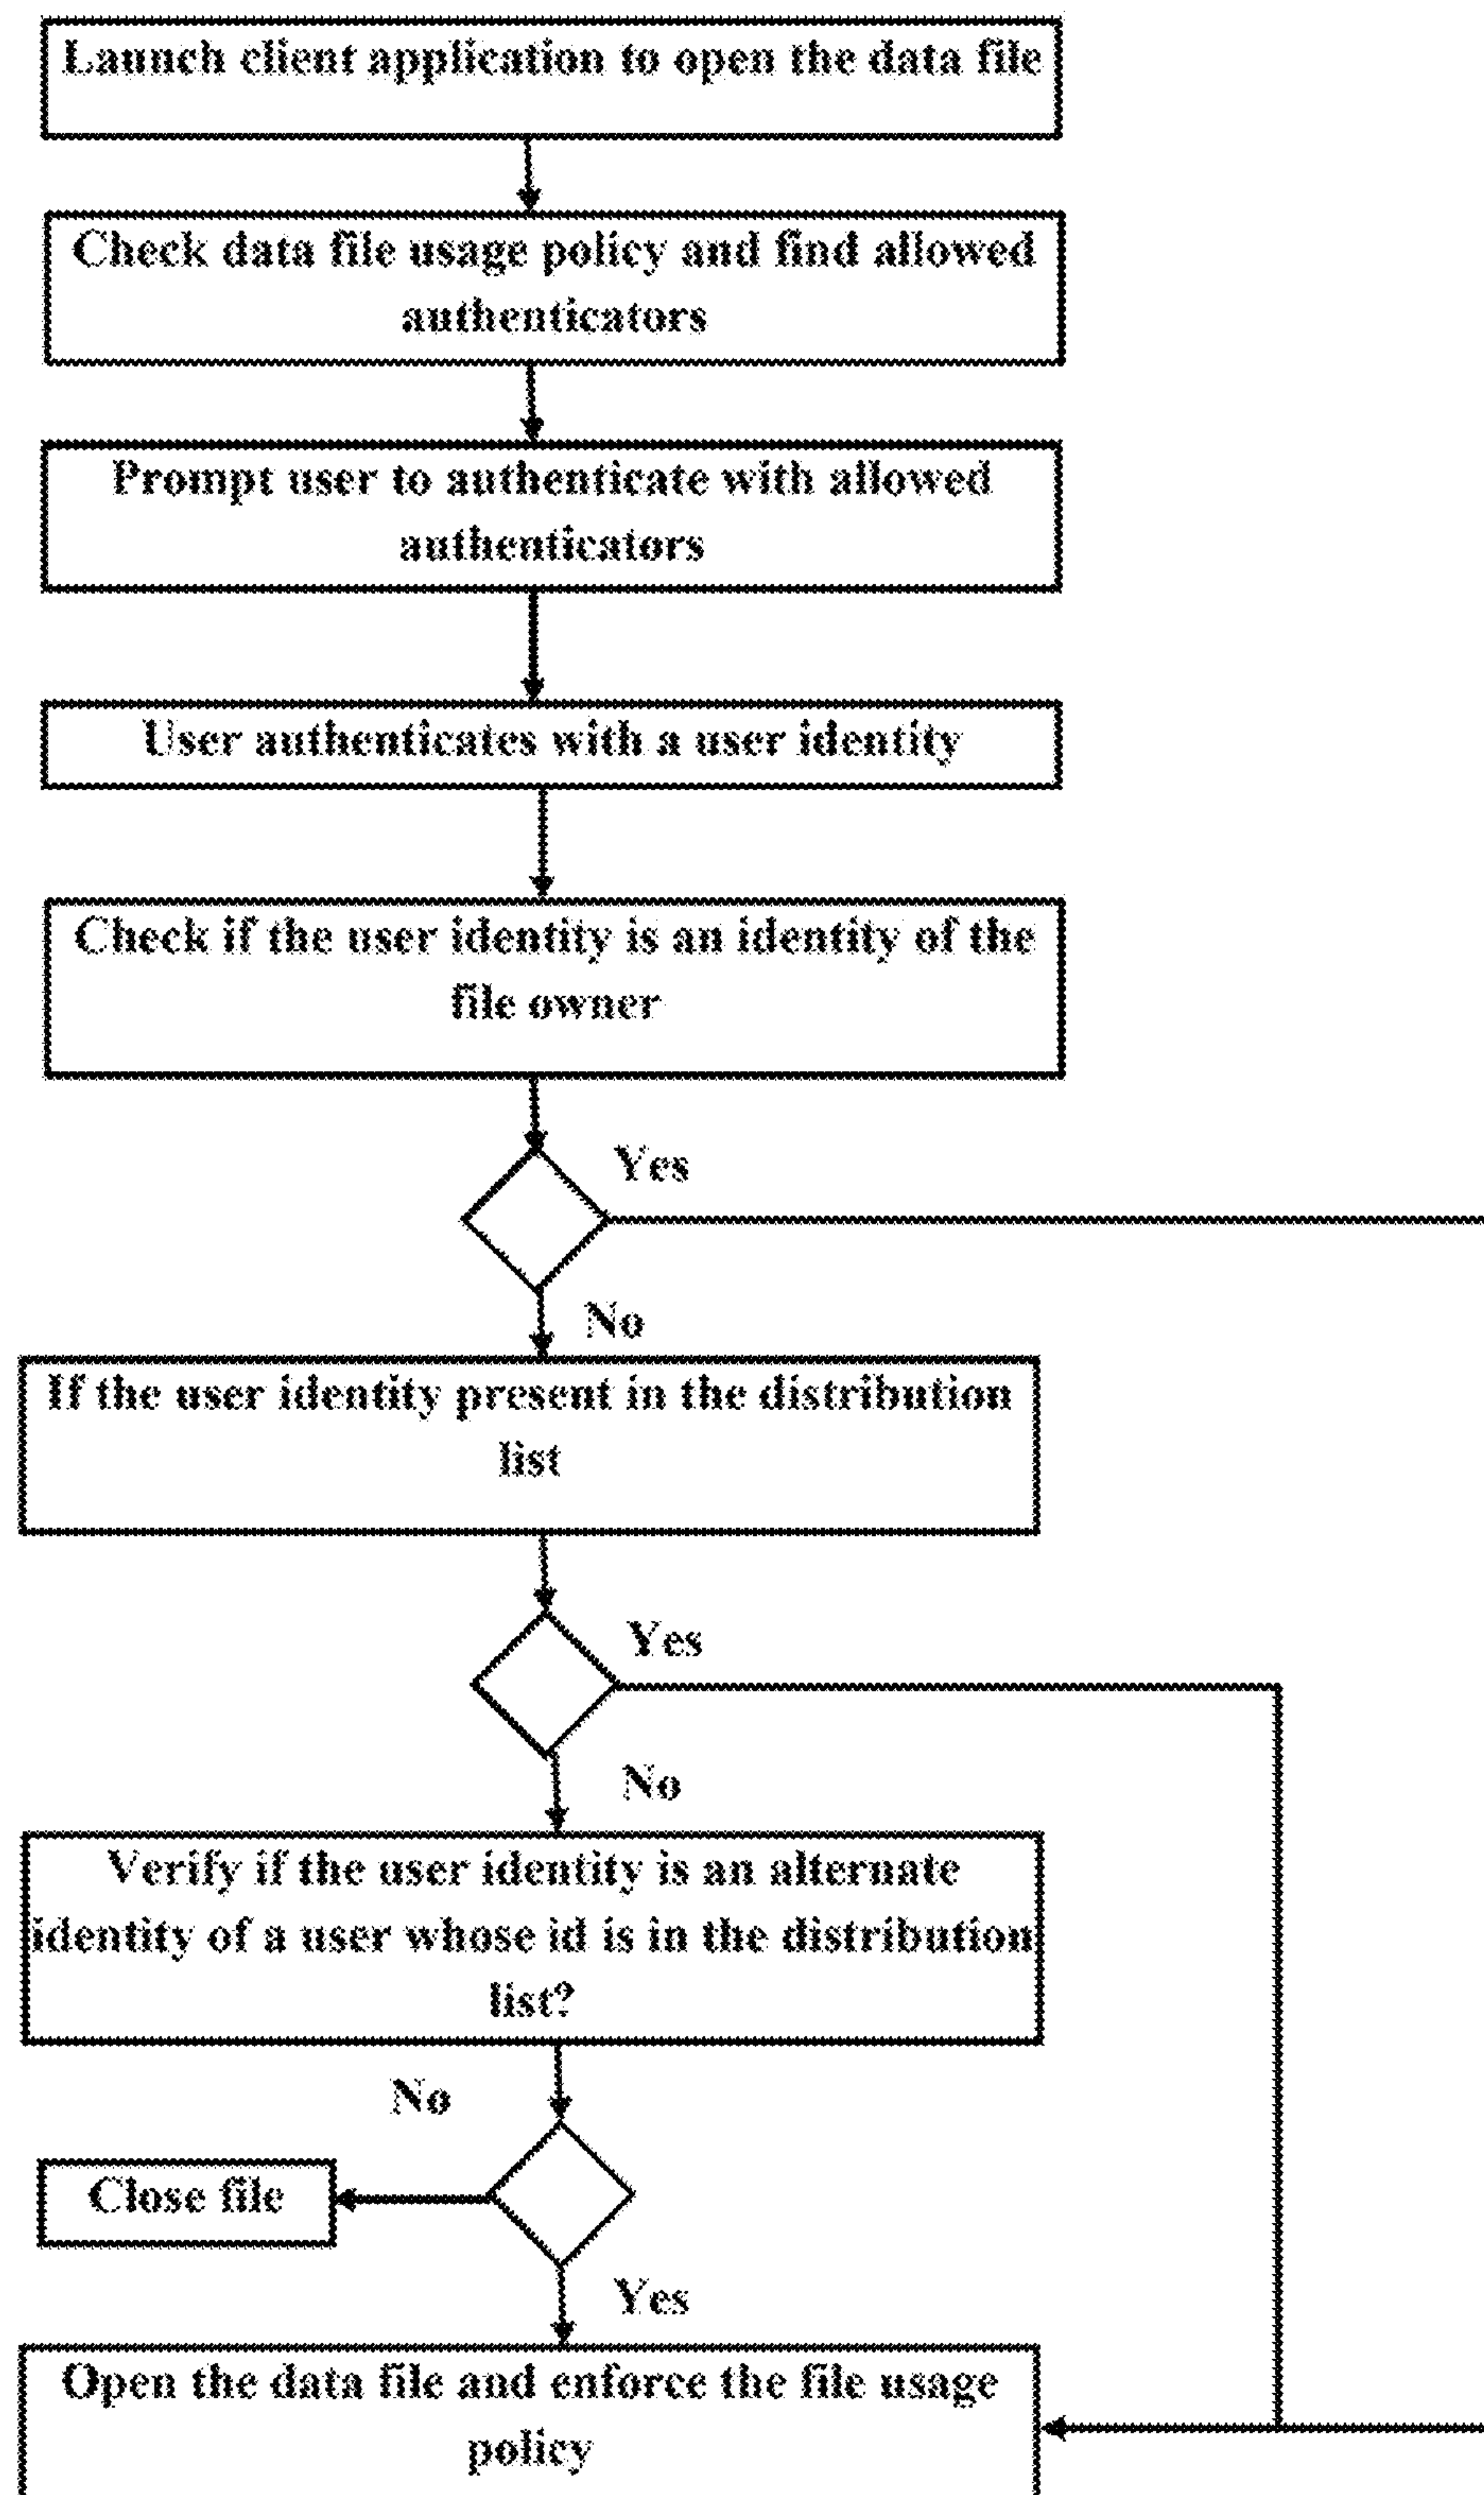 Launch client application to open the data file
Check data file usage policy and find allowed
authenticators
Prompt user to authenticate with allowed
authenticators
User authenticates with a user identity
Check if the user identity is an identity of the
file owner
Yes
No
If the user identity present in the distribution
list
Yes
No
Verify if the user identity is an alternate
identity of a user whose id is in the distribution
list?
No
Close file
Yes
Open the data file and enforce the file usage
policy